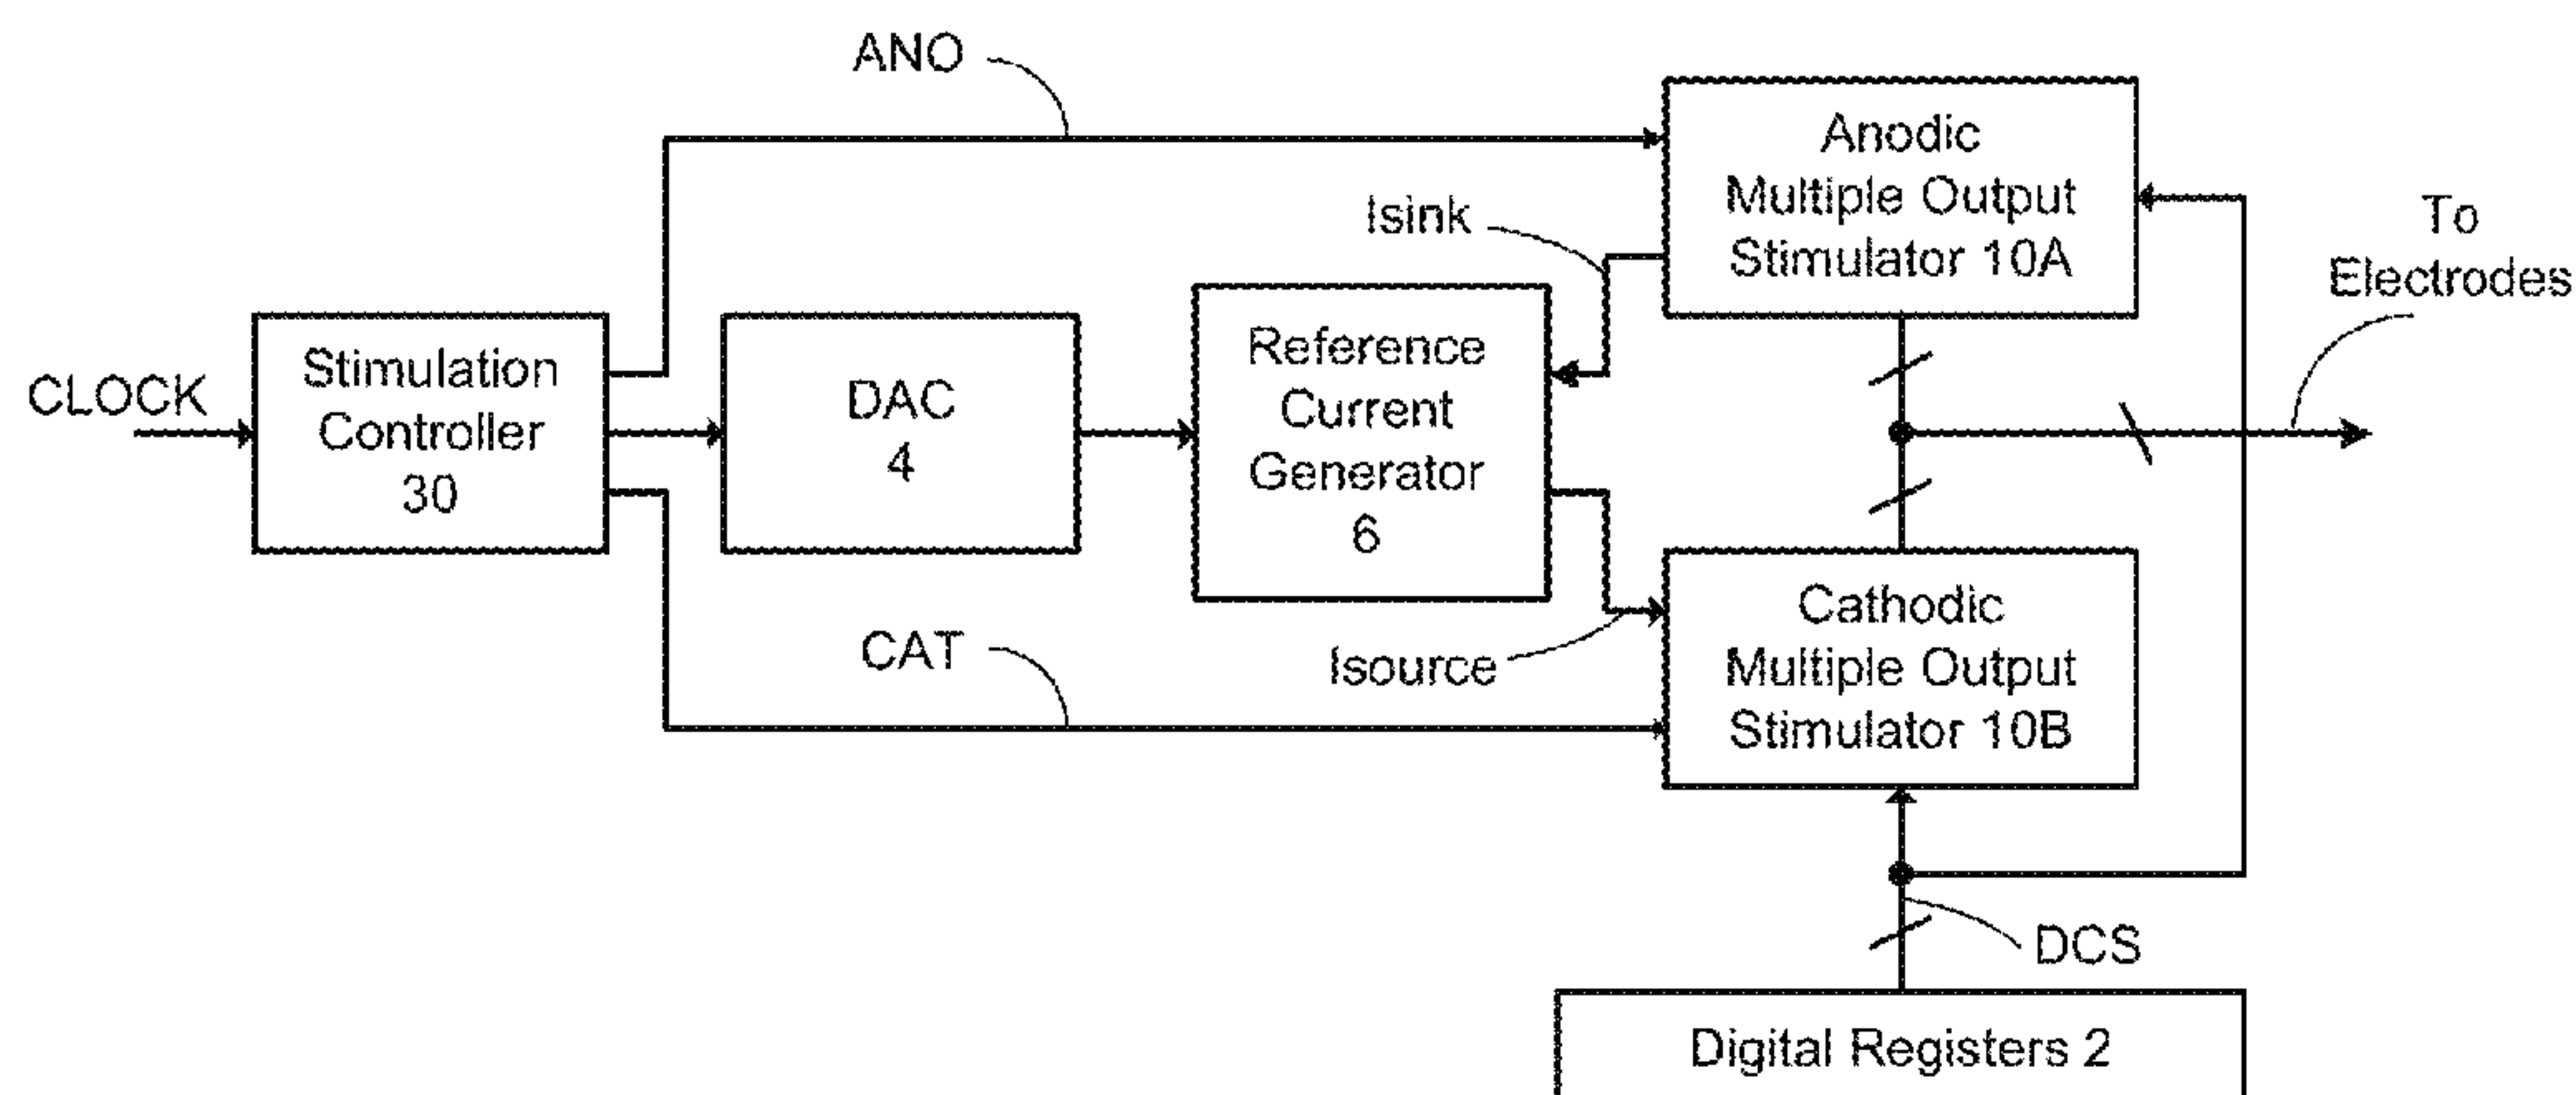 ANO
Anodic
Multiple Output
Stimulator 10A
Isink
To
Electrodes
CLOCK
Stimulation
Controller
30
DAC
4
Reference
Current
Generator
6
CAT
Isource
Cathodic
Multiple Output
Stimulator 10B
DCS
Digital Registers 2